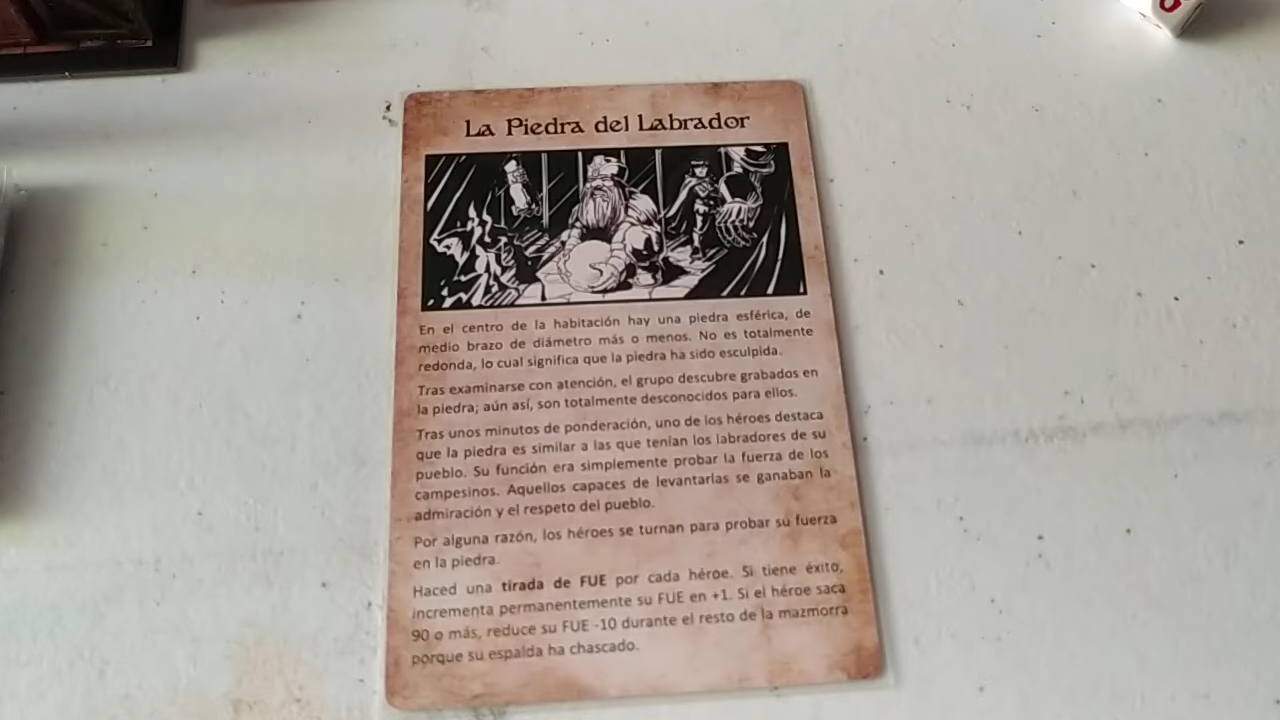 La Piedra del Labrador
En el centro de la habitación hay una piedra esférica, de
medio brazo de diámetro más o menos. No es totalmente
redonda, lo cual significa que la piedra ha sido esculpida.
Tras examinarse con atención, el grupo descubre grabados en
la piedra; aún así, son totalmente desconocidos para ellos.
Tras unos minutos de ponderación, uno de los héroes destaca
que la piedra es similar a las que tenían los labradores de su
pueblo. Su función era simplemente probar la fuerza de los
campesinos. Aquellos capaces de levantarlas se ganaban la
admiración y el respeto del pueblo.
Por alguna razón, los héroes se turnan para probar su fuerza
en la piedra.
Haced una tirada de FUE por cada héroe. Si tiene éxito,
incrementa permanentemente su FUE en +1. Si el héroe saca
90 o más, reduce su FUE -10 durante el resto de la mazmorra
porque su espalda ha chascado.